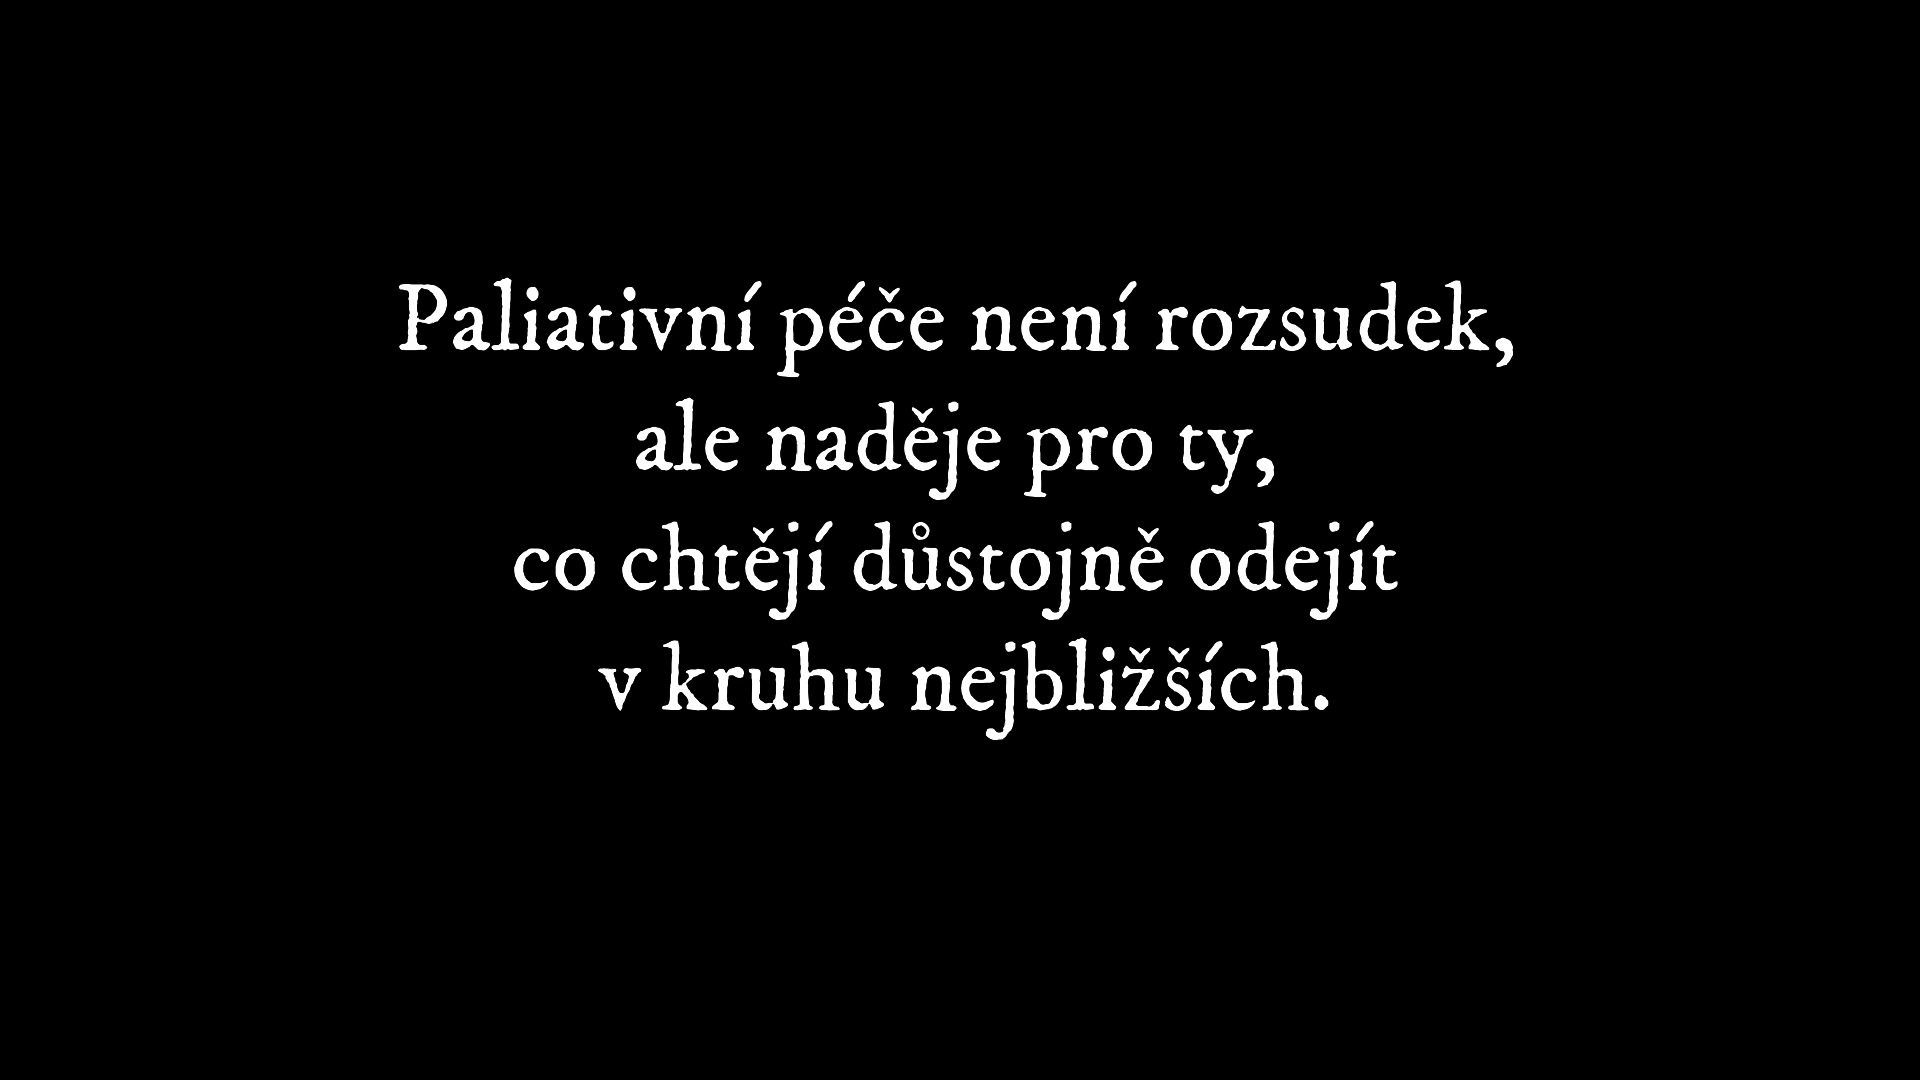 Paliativní péče není rozsudek,
ale naděje pro ty,
co chtějí důstojně odejít
v kruhu nejbližších.